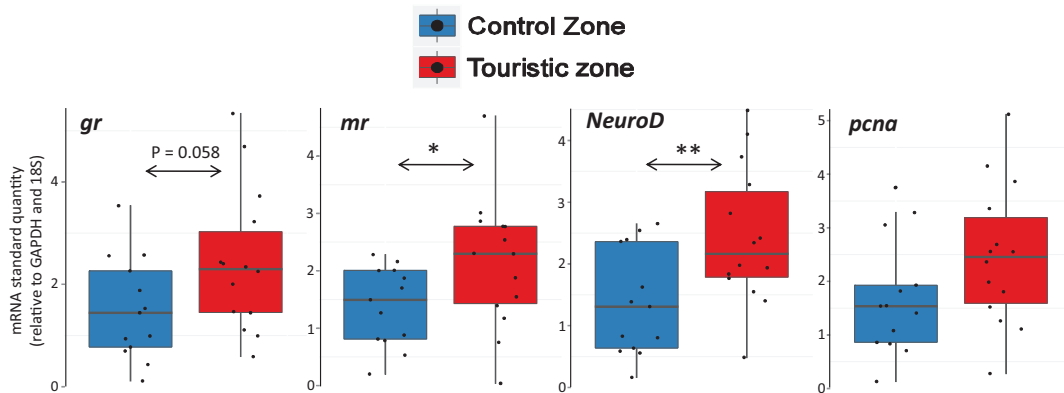 Control Zone
Touristic zone
mRNA standard quantity
(relative to GAPDH and 18S)
gr
P = 0.058
4
2
0
mr
*
4
3
2
1
0
NeuroD
**
4
3
2
1
0
pcna
5
4
3
2
1
0